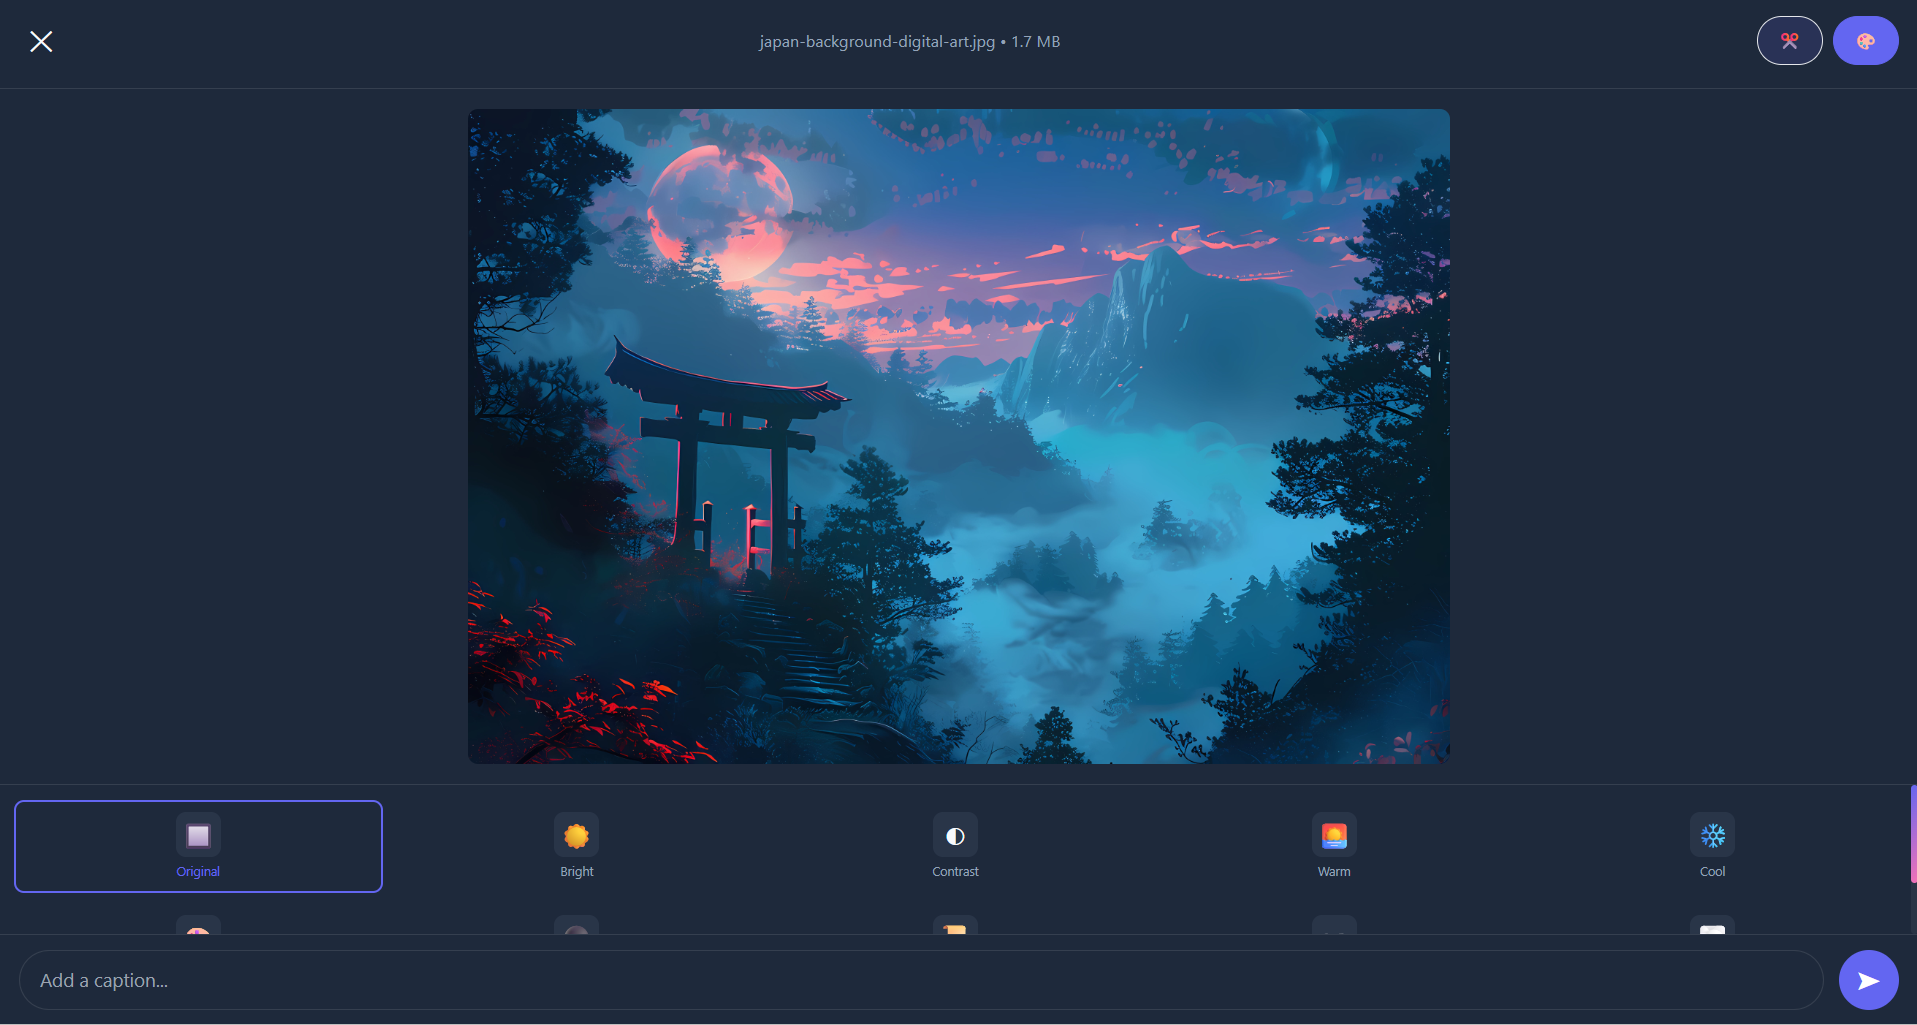 japan-background-digital-art.jpg • 1.7 MB
Original
Bright
Contrast
Warm
Cool
Add a caption...